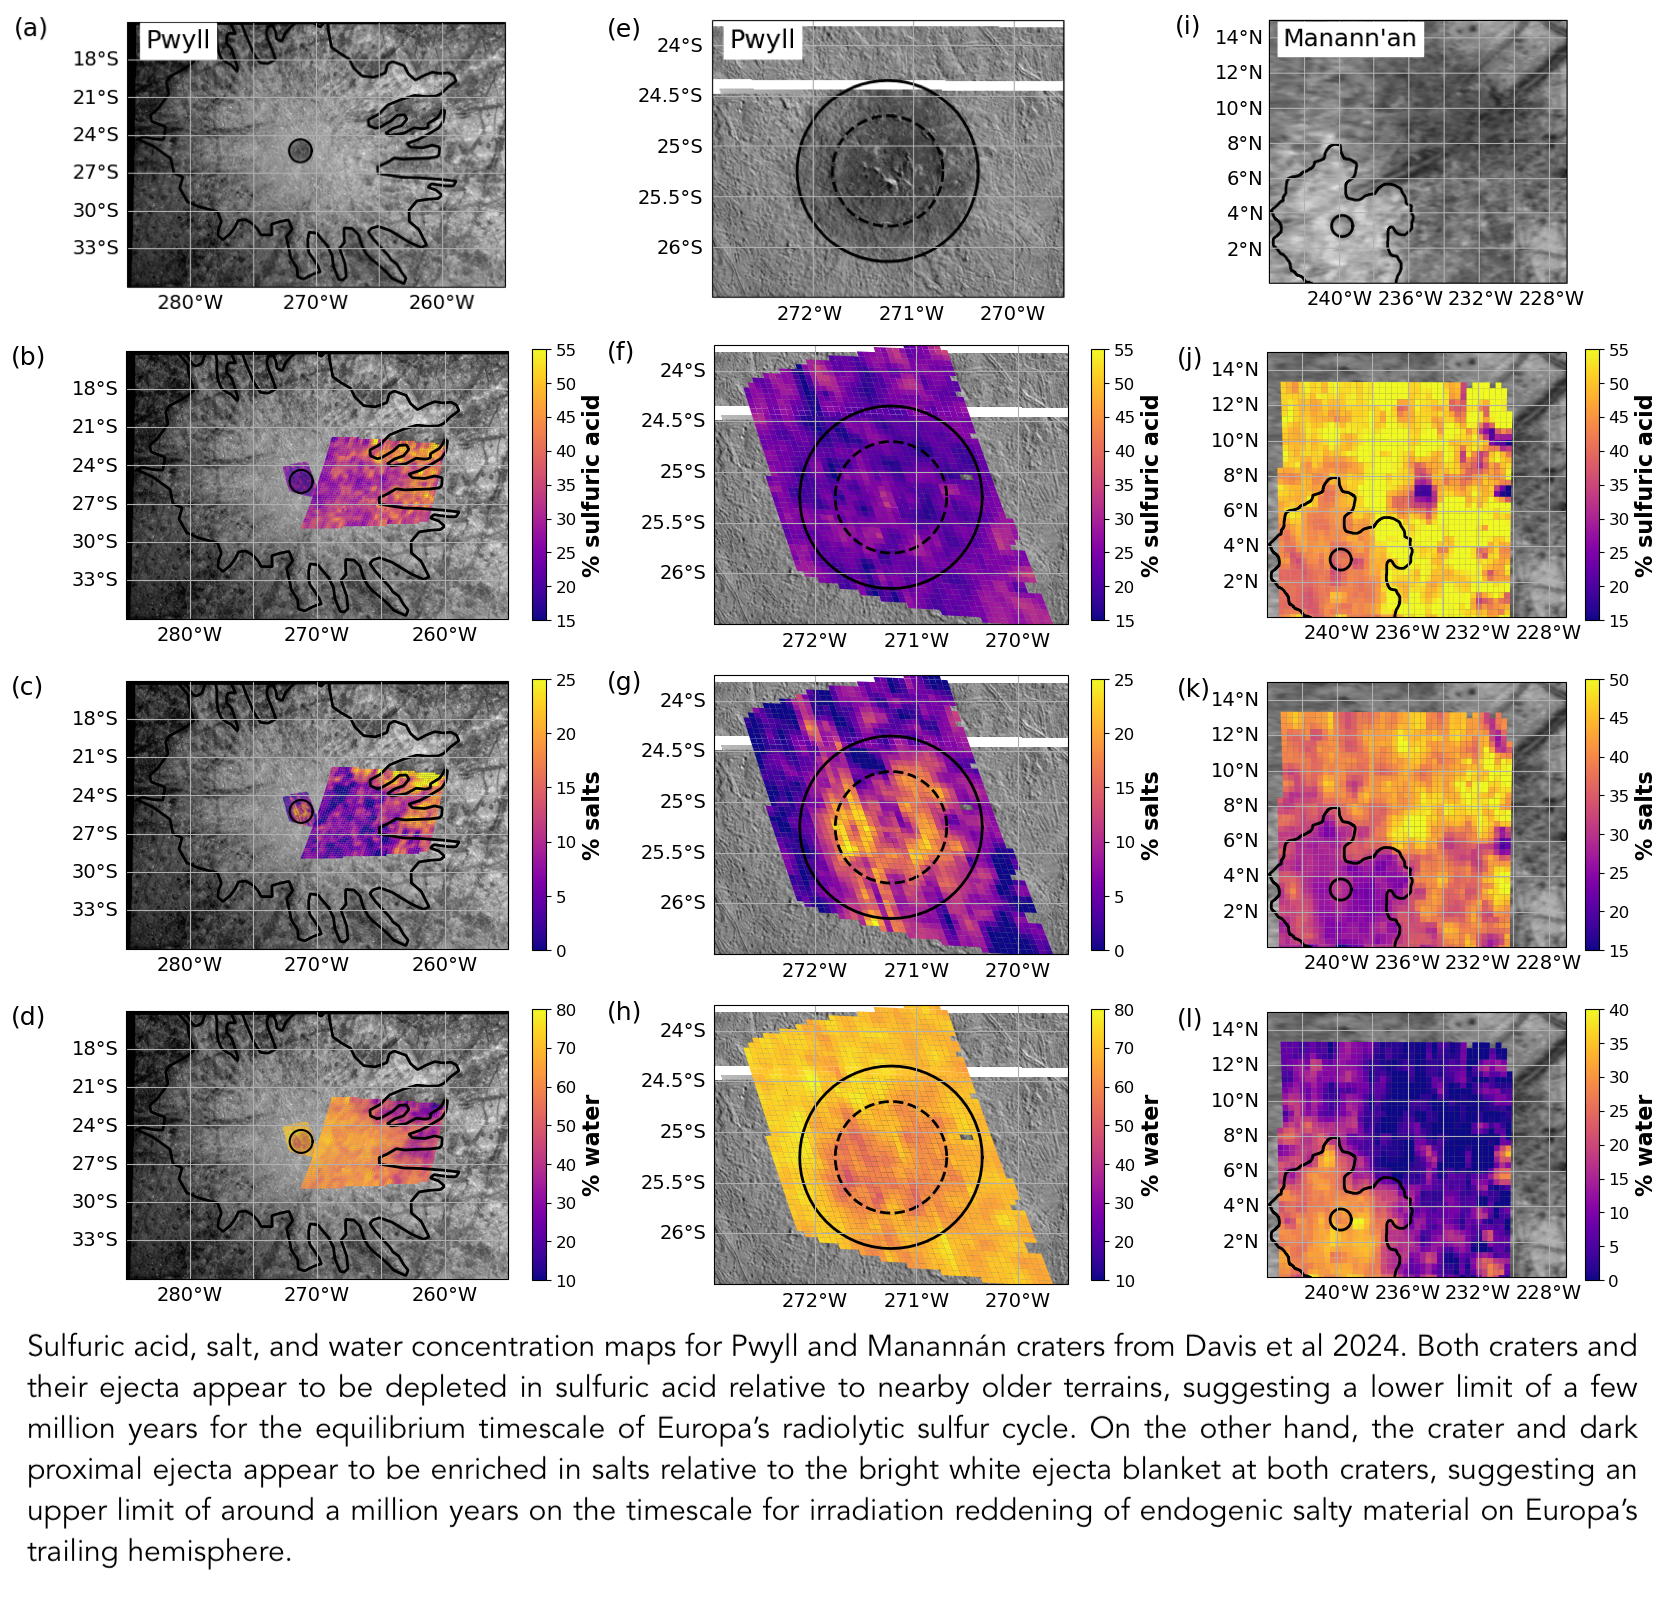 (a)
Pwyll
18°S
21°S
24°S
27°S
30°S
33°S
280°W 270°W 260°W
(e)
Pwyll
24°S
24.5°S
25°S
25.5°S
26°S
272°W 271°W 270°W
(i)
Manann'an
14°N
12°N
10°N
8°N
6°N
4°N
2°N
240°W 236°W 232°W 228°W
(b)
18°S
21°S
24°S
27°S
30°S
33°S
280°W 270°W 260°W
55
50
45
40
35
30
25
20
15
% sulfuric acid
(f)
24°S
24.5°S
25°S
25.5°S
26°S
272°W 271°W 270°W
55
50
45
40
35
30
25
20
15
% sulfuric acid
(j)
14°N
12°N
10°N
8°N
6°N
4°N
2°N
240°W 236°W 232°W 228°W
55
50
45
40
35
30
25
20
15
% sulfuric acid
(c)
18°S
21°S
24°S
27°S
30°S
33°S
280°W 270°W 260°W
25
20
15
10
5
0
% salts
(g)
24°S
24.5°S
25°S
25.5°S
26°S
272°W 271°W 270°W
25
20
15
10
5
0
% salts
(k)
14°N
12°N
10°N
8°N
6°N
4°N
2°N
240°W 236°W 232°W 228°W
50
45
40
35
30
25
20
15
% salts
(d)
18°S
21°S
24°S
27°S
30°S
33°S
280°W 270°W 260°W
80
70
60
50
40
30
20
10
% water
(h)
24°S
24.5°S
25°S
25.5°S
26°S
272°W 271°W 270°W
80
70
60
50
40
30
20
10
% water
(l)
14°N
12°N
10°N
8°N
6°N
4°N
2°N
240°W 236°W 232°W 228°W
40
35
30
25
20
15
10
5
0
% water
Sulfuric acid, salt, and water concentration maps for Pwyll and Manannán craters from Davis et al 2024. Both craters and
their ejecta appear to be depleted in sulfuric acid relative to nearby older terrains, suggesting a lower limit of a few
million years for the equilibrium timescale of Europa’s radiolytic sulfur cycle. On the other hand, the crater and dark
proximal ejecta appear to be enriched in salts relative to the bright white ejecta blanket at both craters, suggesting an
upper limit of around a million years on the timescale for irradiation reddening of endogenic salty material on Europa’s
trailing hemisphere.